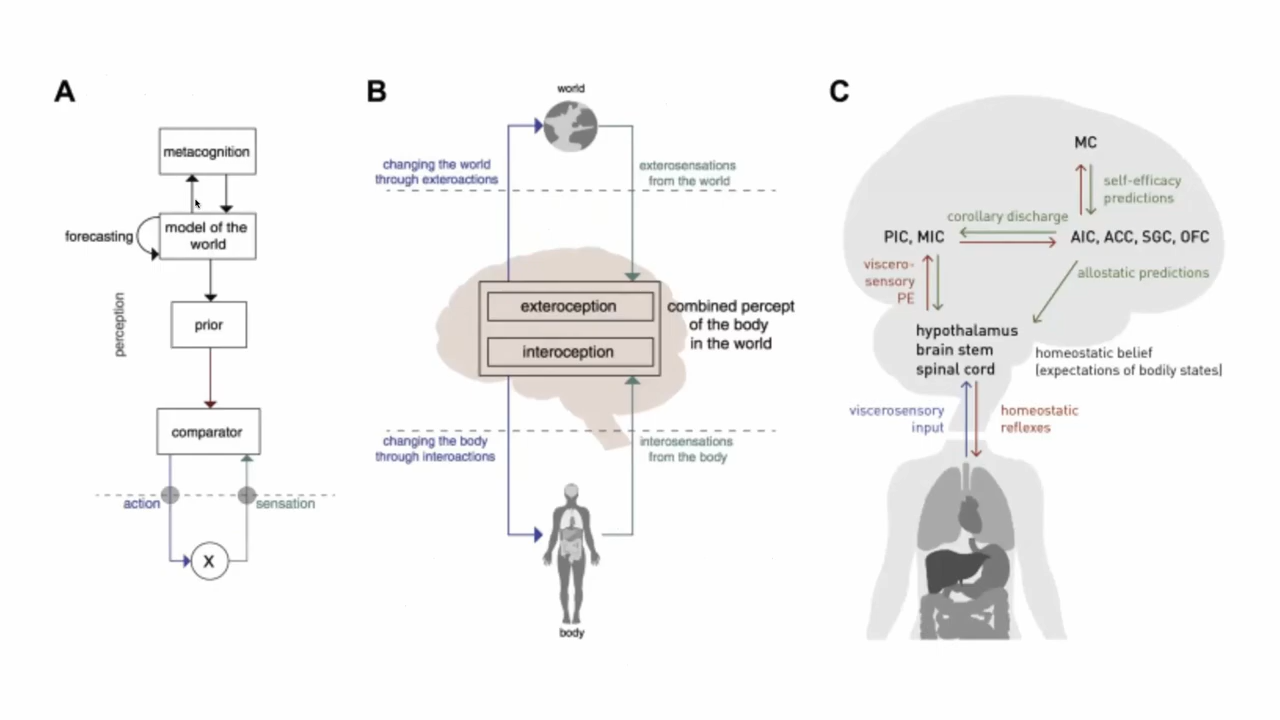 A
metacognition
forecasting
model of the
world
perception
prior
comparator
action
sensation
X
B
world
changing the world
through exteroactions
exterosensations
from the world
exteroception
interoception
combined percept
of the body
in the world
changing the body
through interoactions
interosensations
from the body
body
C
MC
self-efficacy
predictions
corollary discharge
PIC, MIC
AIC, ACC, SGC, OFC
viscero-
sensory
PE
allostatic predictions
hypothalamus
brain stem
spinal cord
homeostatic belief
(expectations of bodily states)
viscerosensory
input
homeostatic
reflexes